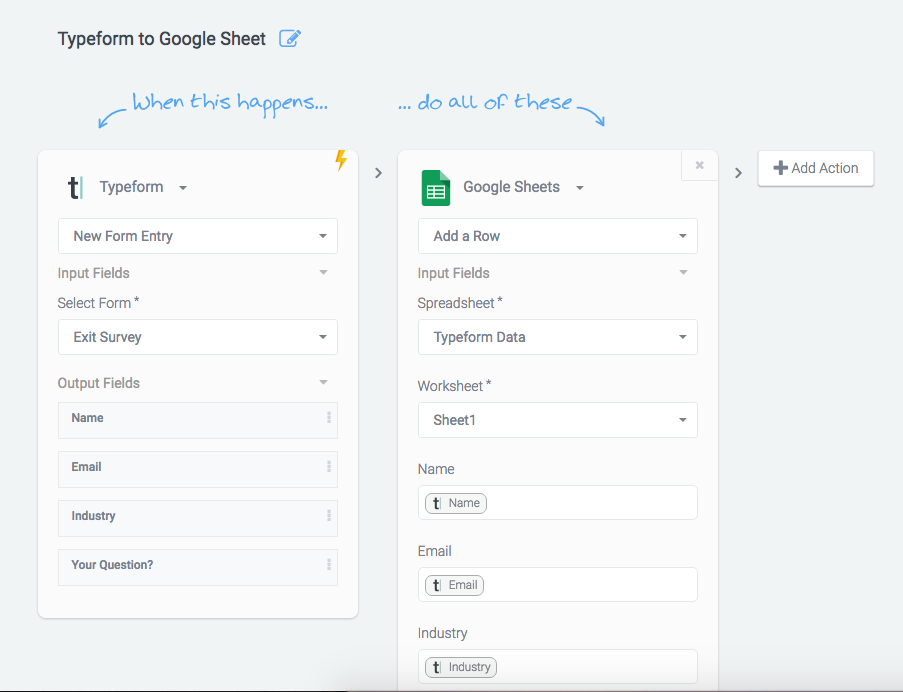 Typeform to Google Sheet
When this happens...
... do all of these
Typeform
New Form Entry
Input Fields
Select Form *
Exit Survey
Output Fields
Name
Email
Industry
Your Question?
Google Sheets
Add a Row
Input Fields
Spreadsheet *
Typeform Data
Worksheet *
Sheet1
Name
t Name
Email
t Email
Industry
t Industry
Add Action